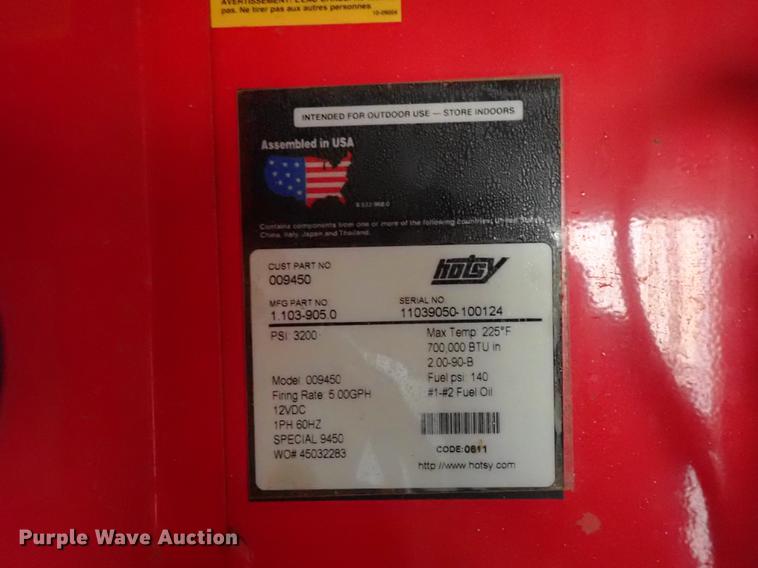 pas. Ne tirer pas aux autres personnes.
INTENDED FOR OUTDOOR USE — STORE INDOORS
Assembled in USA
Contains components from one or more of the following countries, United States,
China, Italy, Japan and Thailand.
CUST PART NO
009450
hotsy
MFG PART NO.
1.103-905.0
SERIAL NO.
11039050-100124
PSI: 3200
Max Temp: 225°F
700,000 BTU in
2.00-90-B
Model: 009450
Fuel psi: 140
Firing Rate: 5.00GPH
#1-#2 Fuel Oil
12VDC
1PH 60HZ
SPECIAL 9450
CODE:0611
WO# 45032283
http://www.hotsy.com
Purple Wave Auction